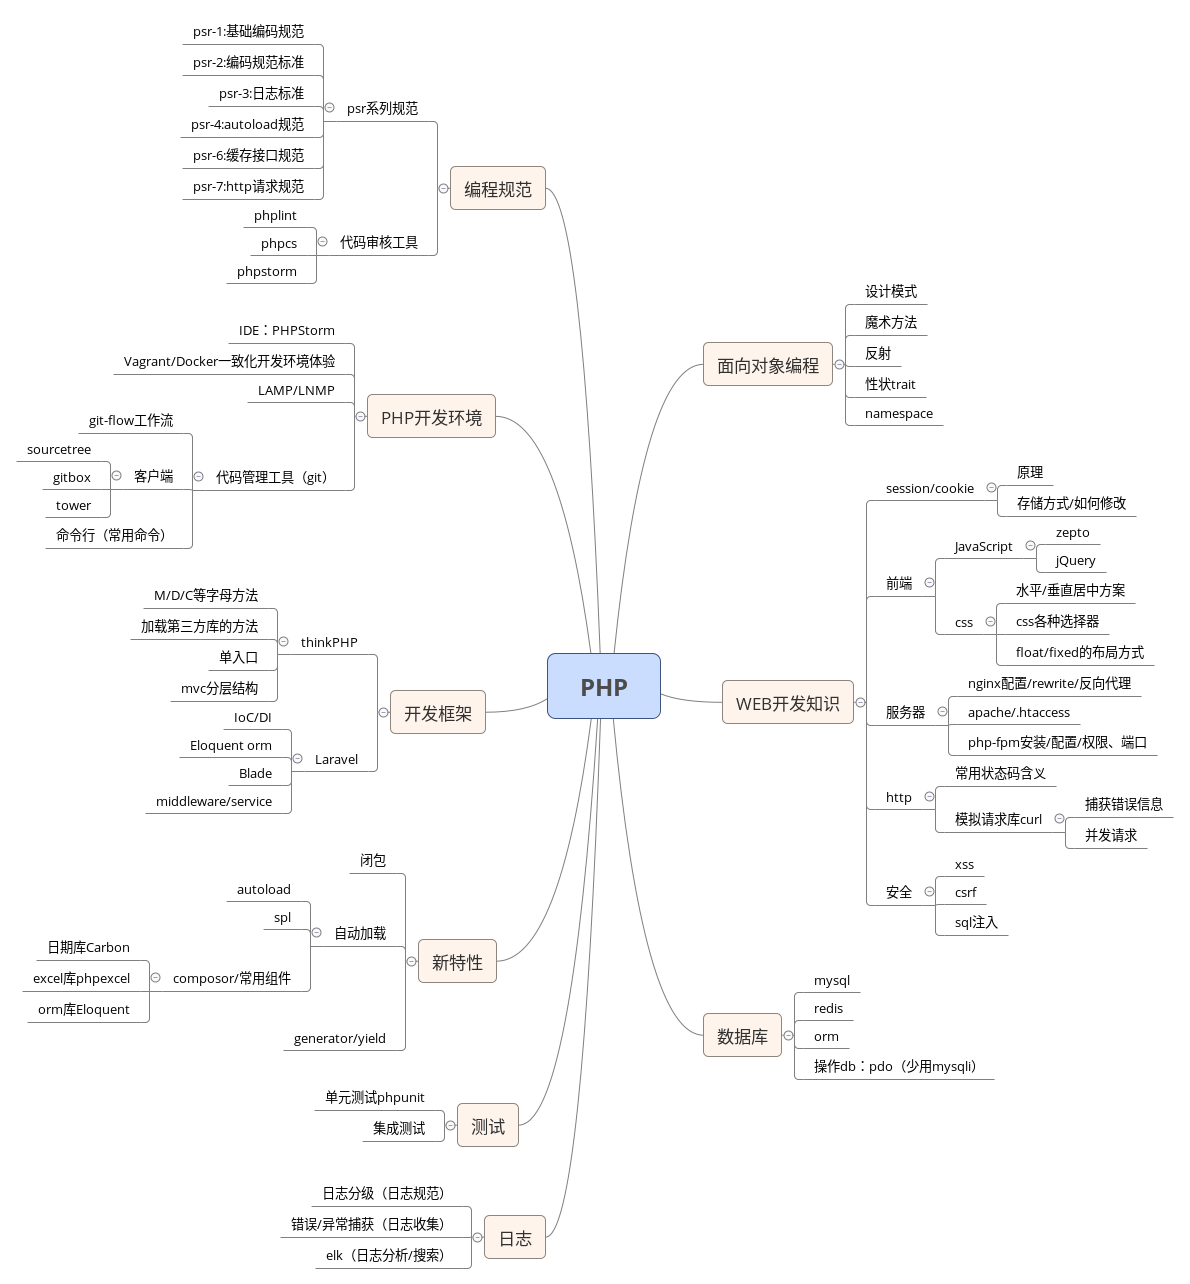 PHP
编程规范
psr系列规范
psr-1:基础编码规范
psr-2:编码规范标准
psr-3:日志标准
psr-4:autoload规范
psr-6:缓存接口规范
psr-7:http请求规范
代码审核工具
phplint
phpcs
phpstorm
PHP开发环境
IDE：PHPStorm
Vagrant/Docker一致化开发环境体验
LAMP/LNMP
代码管理工具（git）
git-flow工作流
客户端
sourcetree
gitbox
tower
命令行（常用命令）
开发框架
thinkPHP
M/D/C等字母方法
加载第三方库的方法
单入口
mvc分层结构
Laravel
IoC/DI
Eloquent orm
Blade
middleware/service
新特性
闭包
自动加载
autoload
spl
composor/常用组件
日期库Carbon
excel库phpexcel
orm库Eloquent
generator/yield
测试
单元测试phpunit
集成测试
日志
日志分级（日志规范）
错误/异常捕获（日志收集）
elk（日志分析/搜索）
面向对象编程
设计模式
魔术方法
反射
性状trait
namespace
WEB开发知识
session/cookie
原理
存储方式/如何修改
前端
JavaScript
zepto
jQuery
css
水平/垂直居中方案
css各种选择器
float/fixed的布局方式
服务器
nginx配置/rewrite/反向代理
apache/.htaccess
php-fpm安装/配置/权限、端口
http
常用状态码含义
模拟请求库curl
捕获错误信息
并发请求
安全
xss
csrf
sql注入
数据库
mysql
redis
orm
操作db：pdo（少用mysqli）